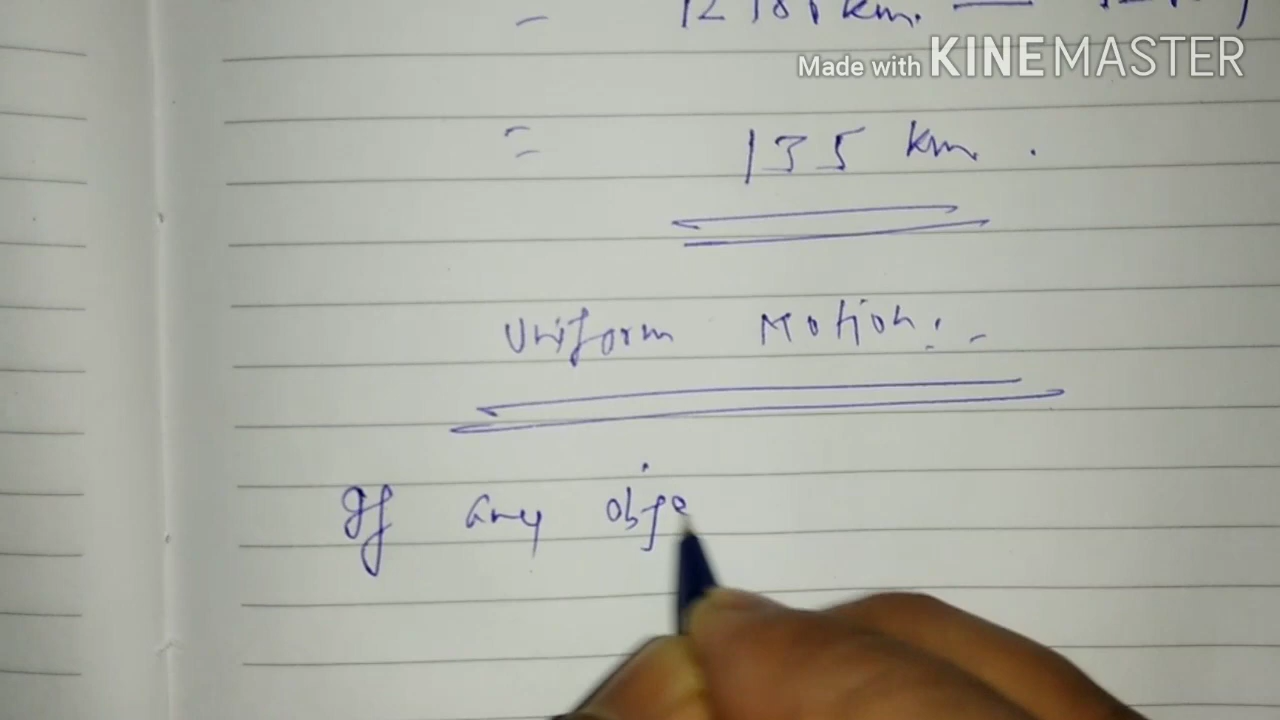 Made with KINEMASTER
= 135 km.
Uniform Motion:-
If any obje